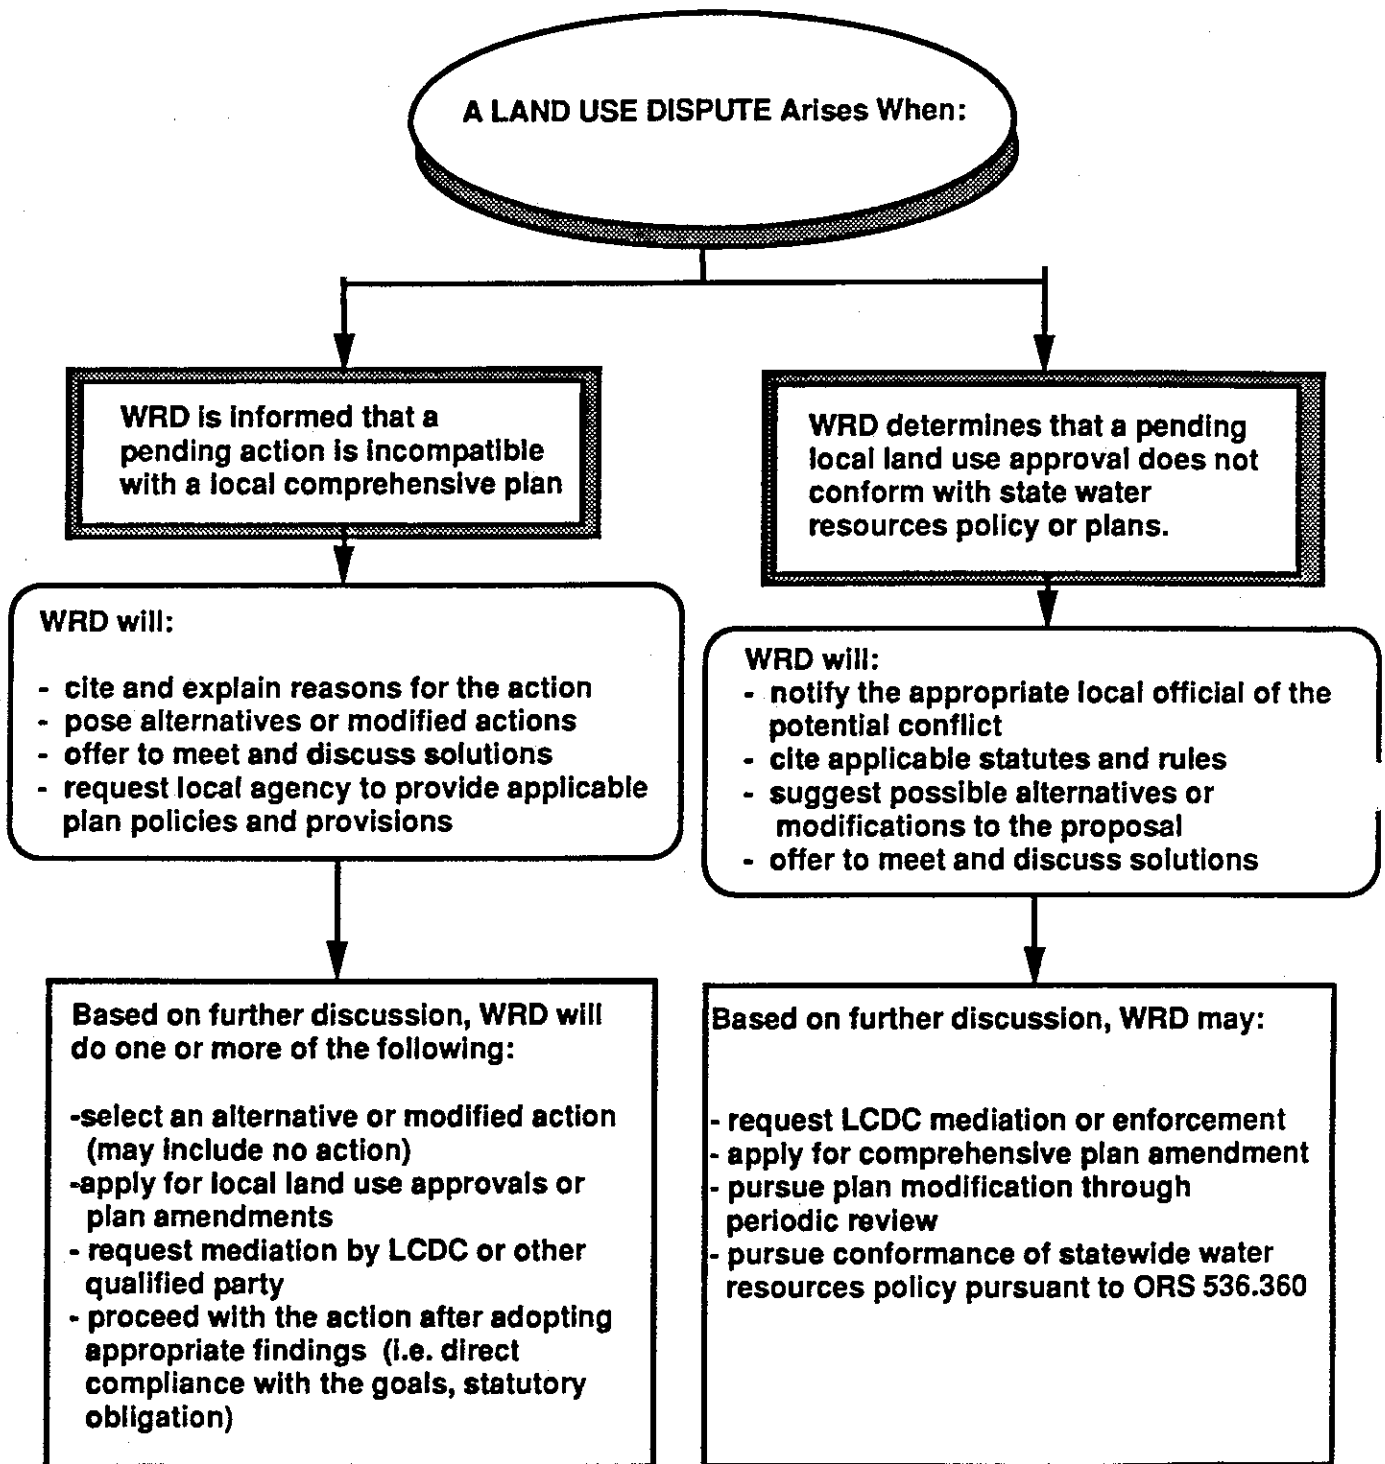 A LAND USE DISPUTE Arises When:
WRD is informed that a
pending action is incompatible
with a local comprehensive plan
WRD will:
- cite and explain reasons for the action
- pose alternatives or modified actions
- offer to meet and discuss solutions
- request local agency to provide applicable
plan policies and provisions
Based on further discussion, WRD will
do one or more of the following:
-select an alternative or modified action
(may include no action)
-apply for local land use approvals or
plan amendments
- request mediation by LCDC or other
qualified party
- proceed with the action after adopting
appropriate findings (i.e. direct
compliance with the goals, statutory
obligation)
WRD determines that a pending
local land use approval does not
conform with state water
resources policy or plans.
WRD will:
- notify the appropriate local official of the
potential conflict
- cite applicable statutes and rules
- suggest possible alternatives or
modifications to the proposal
- offer to meet and discuss solutions
Based on further discussion, WRD may:
- request LCDC mediation or enforcement
- apply for comprehensive plan amendment
- pursue plan modification through
periodic review
- pursue conformance of statewide water
resources policy pursuant to ORS 536.360